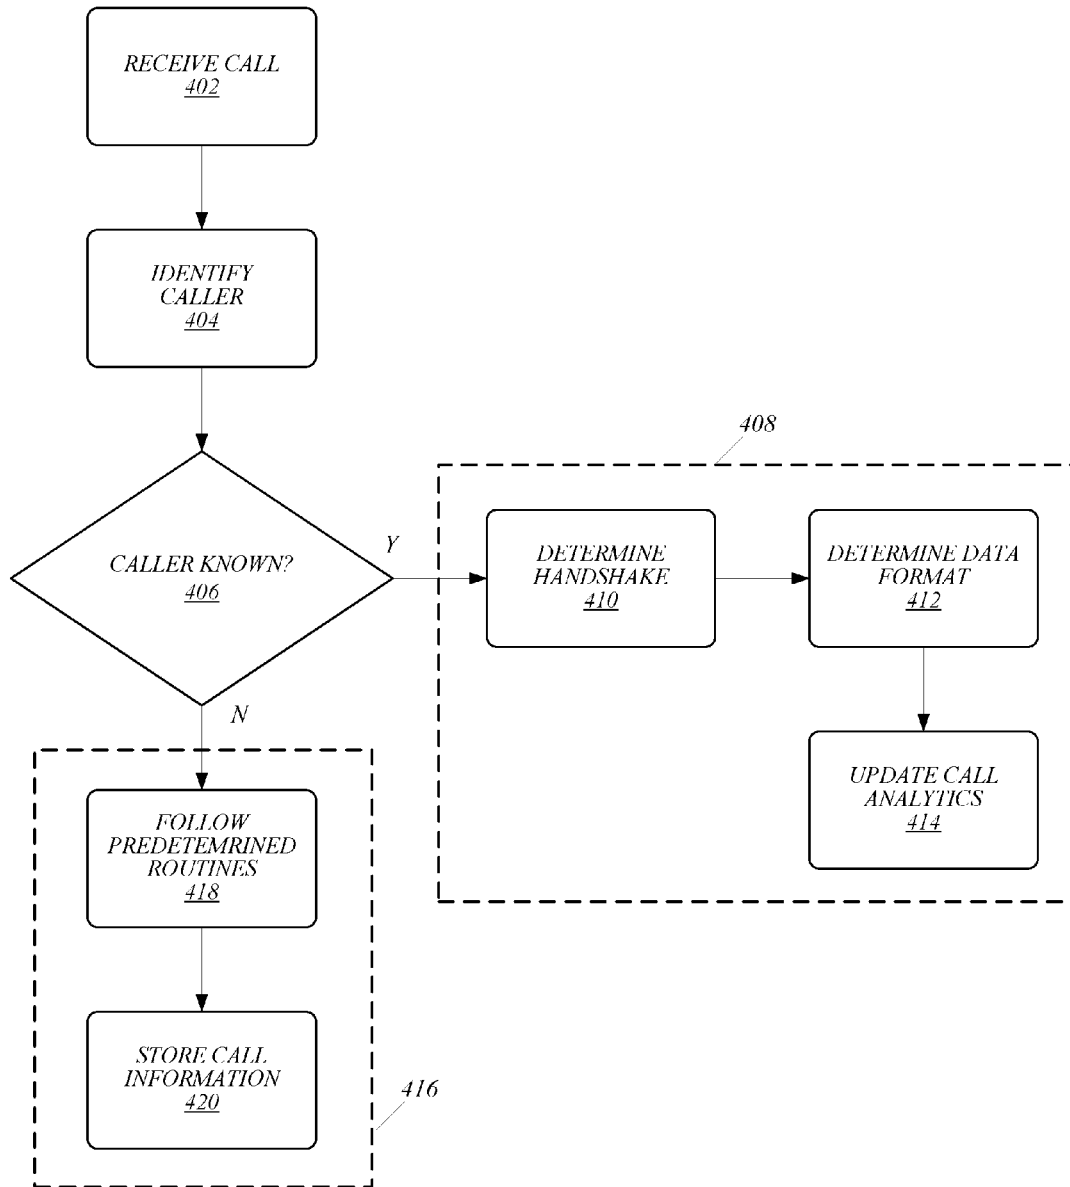 RECEIVE CALL
402
IDENTIFY
CALLER
404
408
CALLER KNOWN?
406
Y
DETERMINE
HANDSHAKE
410
DETERMINE DATA
FORMAT
412
N
UPDATE CALL
ANALYTICS
414
FOLLOW
PREDETEMRINED
ROUTINES
418
STORE CALL
INFORMATION
420
416